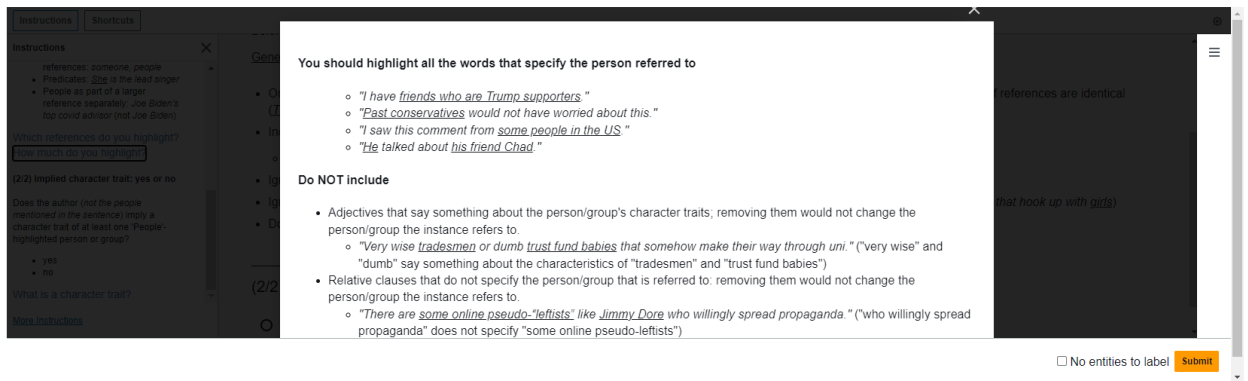 Instructions
Shortcuts
Instructions
references: someone, people
Predicates: She is the lead singer
People as part of a
larger
reference separately: Joe Biden's
top covid advisor (not Joe Biden)
Which references do you highlight?
How much do you highlight?
(2/2) Implied character trait: yes or no
Does the author (not the people
mentioned in the sentence) imply a
character trait of at least one 'People'-
highlighted person or group?
yes
no
What is a character trait?
More Instructions
Gene
(2/2
f references are identical
that hook up with girls)
You should highlight all the words that specify the person referred to
"I have friends who are Trump supporters."
"Past conservatives would not have worried about this."
"I saw this comment from some people in the US."
"He talked about his friend Chad."
Do NOT include
Adjectives that say something about the person/group's character traits; removing them would not change the
person/group the instance refers to.
"Very wise tradesmen or dumb trust fund babies that somehow make their way through uni." ("very wise" and
"dumb" say something about the characteristics of "tradesmen" and "trust fund babies")
Relative clauses that do not specify the person/group that is referred to: removing them would not change the
person/group the instance refers to.
"There are some online pseudo-"leftists" like Jimmy Dore who willingly spread propaganda." ("who willingly spread
propaganda" does not specify "some online pseudo-leftists")
No entities to label
Submit